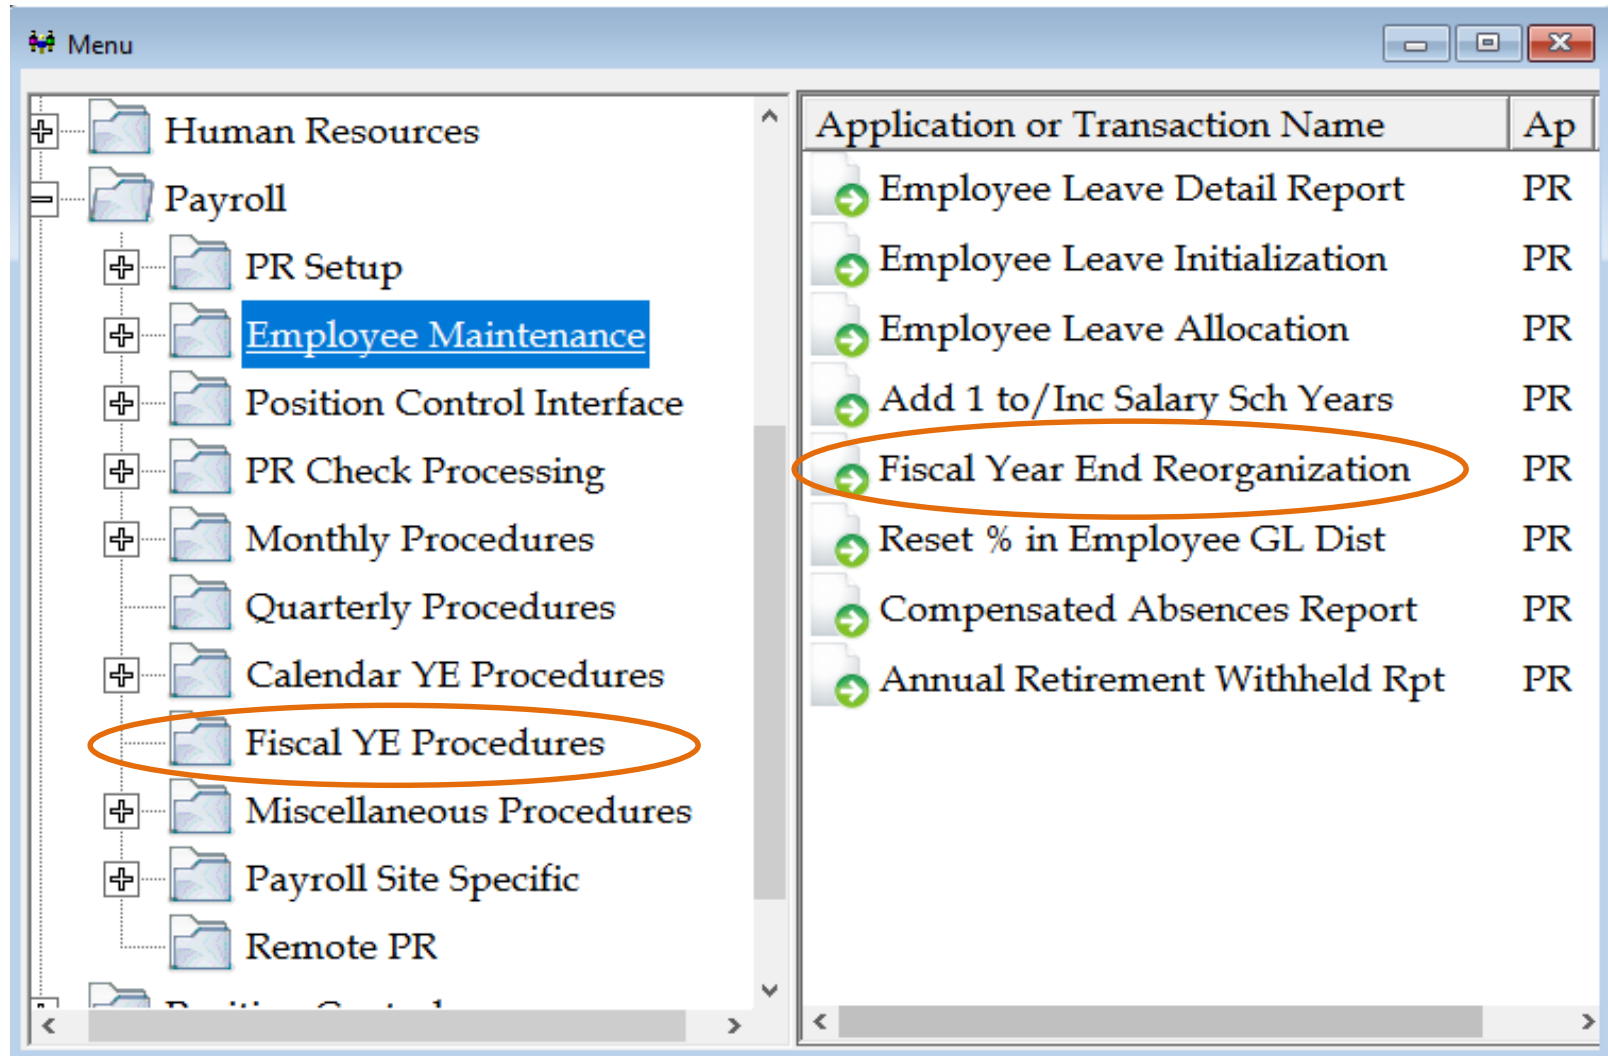 Menu
Human Resources
Payroll
PR Setup
Employee Maintenance
Position Control Interface
PR Check Processing
Monthly Procedures
Quarterly Procedures
Calendar YE Procedures
Fiscal YE Procedures
Miscellaneous Procedures
Payroll Site Specific
Remote PR
Application or Transaction Name Ap
Employee Leave Detail Report PR
Employee Leave Initialization PR
Employee Leave Allocation PR
Add 1 to/Inc Salary Sch Years PR
Fiscal Year End Reorganization PR
Reset % in Employee GL Dist PR
Compensated Absences Report PR
Annual Retirement Withheld Rpt PR